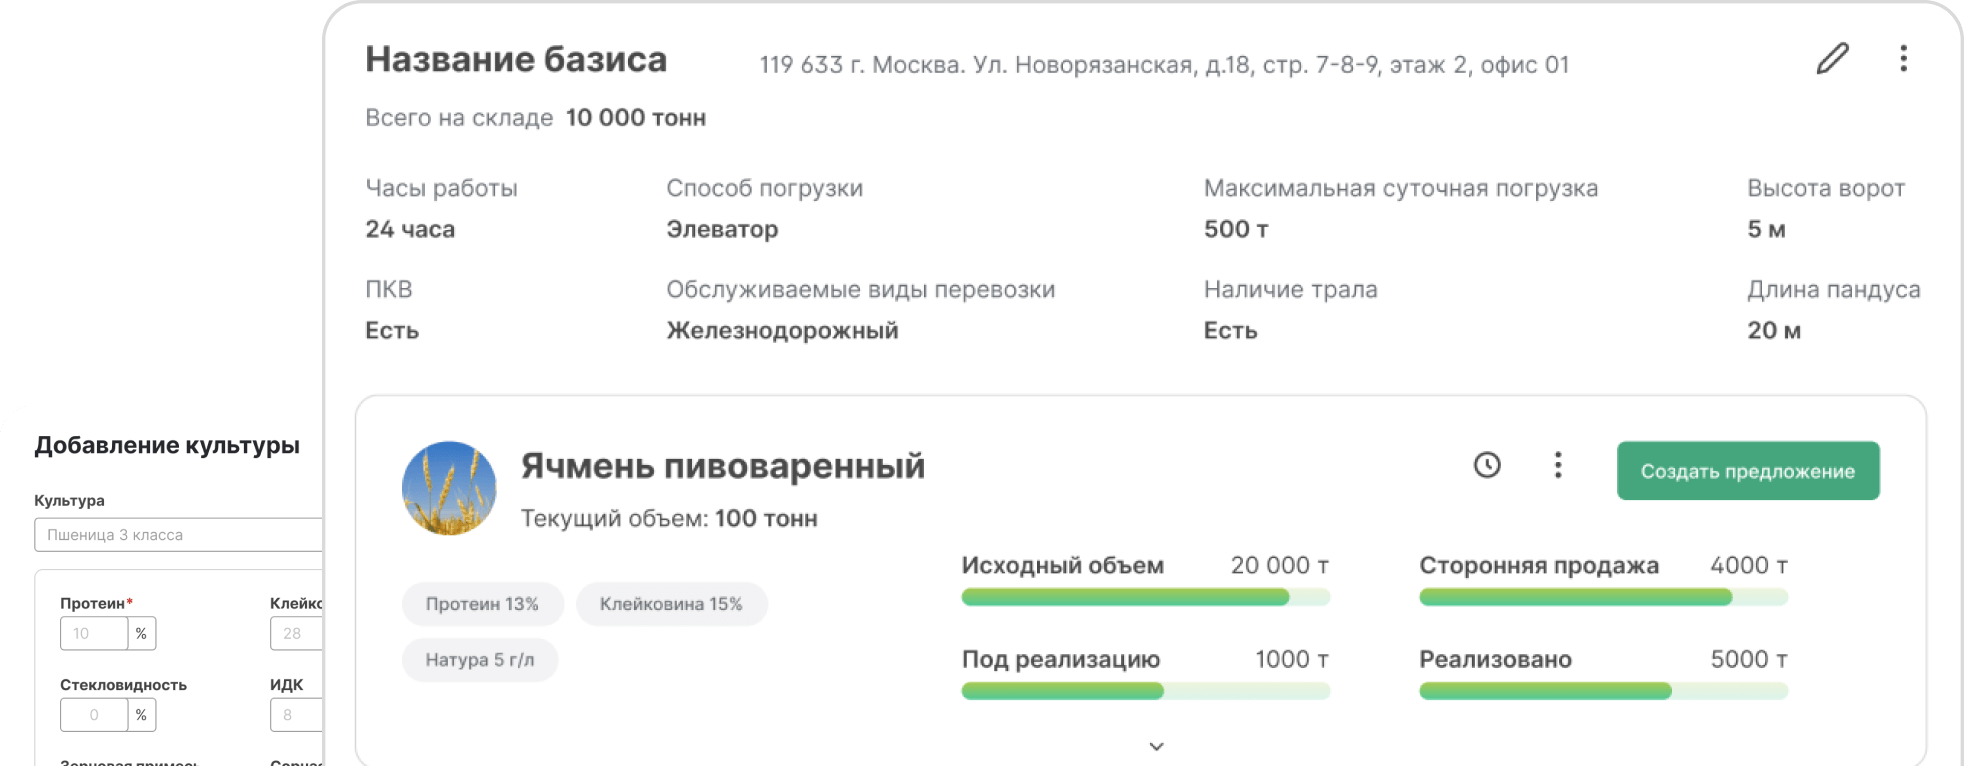 Название базиса
119 633 г. Москва. Ул. Новорязанская, д.18, стр. 7-8-9, этаж 2, офис 01
Всего на складе 10 000 тонн
Часы работы
24 часа
Способ погрузки
Элеватор
Максимальная суточная погрузка
500 т
Высота ворот
5 м
ПКВ
Есть
Обслуживаемые виды перевозки
Железнодорожный
Наличие трала
Есть
Длина пандуса
20 м
Ячмень пивоваренный
Текущий объем: 100 тонн
Создать предложение
Протеин 13%
Клейковина 15%
Натура 5 г/л
Исходный объем 20 000 т
Сторонняя продажа 4000 т
Под реализацию 1000 т
Реализовано 5000 т
Добавление культуры
Культура
Пшеница 3 класса
Протеин*
10 %
Клейко
28
Стекловидность
0 %
ИДК
8